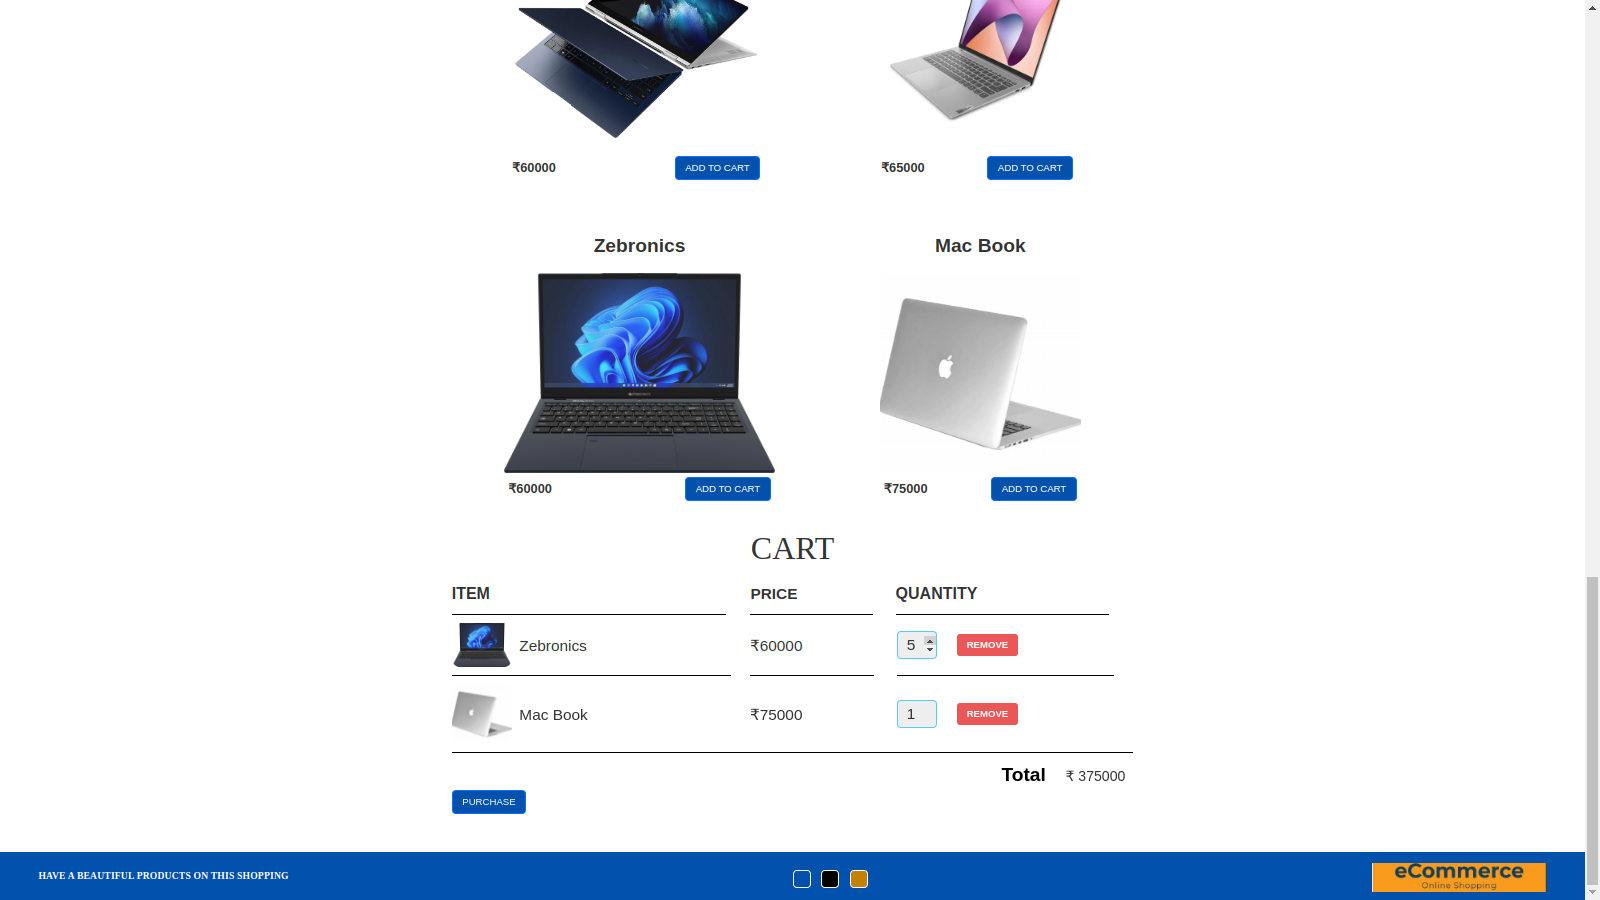 ₹60000
ADD TO CART
₹65000
ADD TO CART
Zebronics
Mac Book
₹60000
ADD TO CART
₹75000
ADD TO CART
CART
ITEM
PRICE
QUANTITY
Zebronics
₹60000
5
REMOVE
Mac Book
₹75000
1
REMOVE
Total
₹ 375000
PURCHASE
HAVE A BEAUTIFUL PRODUCTS ON THIS SHOPPING
eCommerce
Online Shopping